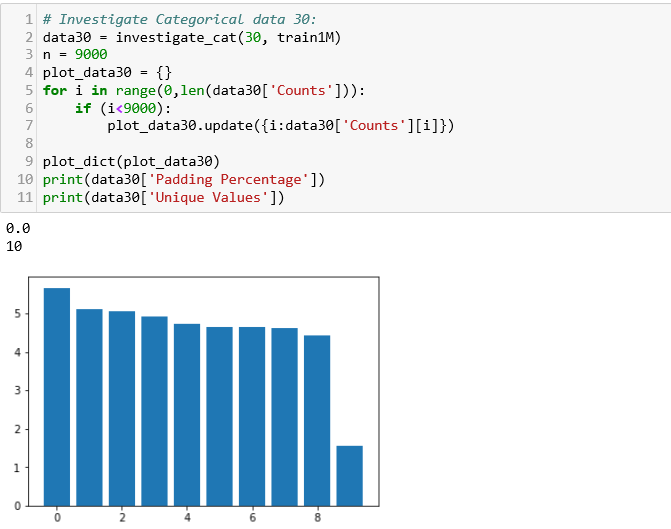 1 # Investigate Categorical data 30:
2 data30 = investigate_cat(30, train1M)
3 n = 9000
4 plot_data30 = {}
5 for i in range(0,len(data30['Counts'])):
6     if (i<9000):
7         plot_data30.update({i:data30['Counts'][i]})
8
9 plot_dict(plot_data30)
10 print(data30['Padding Percentage'])
11 print(data30['Unique Values'])
0.0
10
5
4
3
2
1
0
0 2 4 6 8